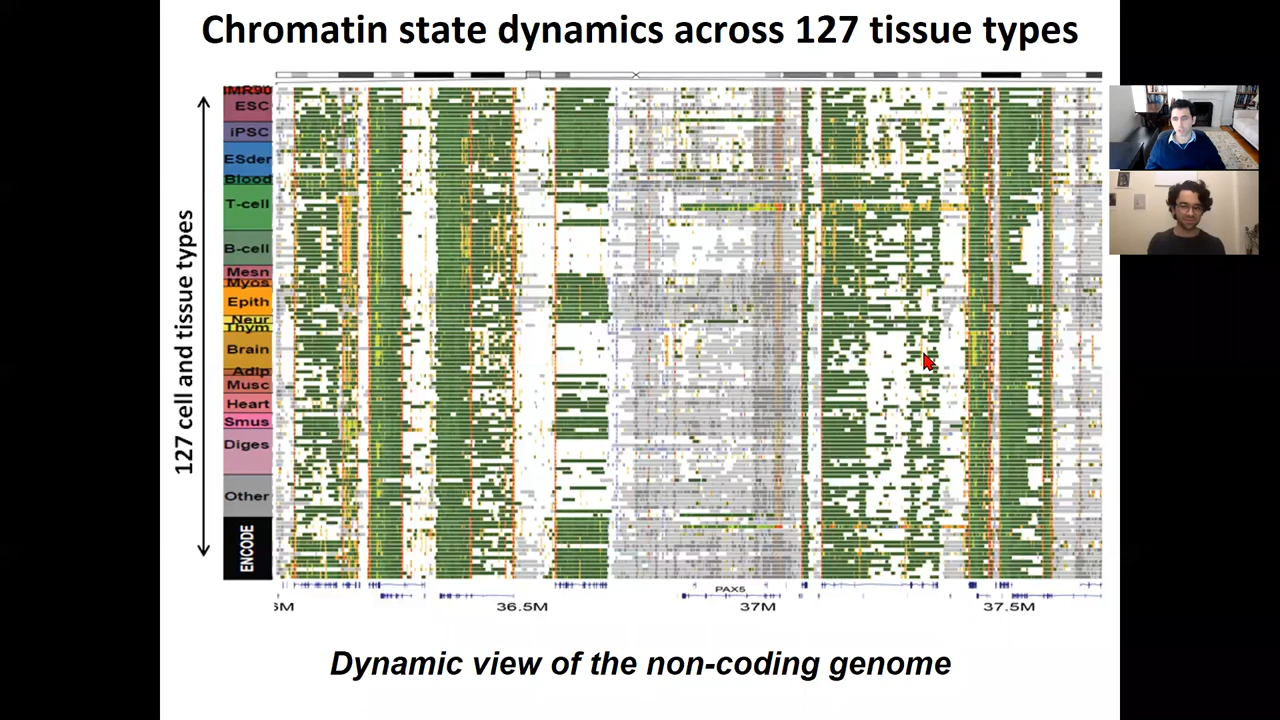 Chromatin state dynamics across 127 tissue types
127 cell and tissue types
IMR90
ESC
iPSC
ESder
Blood
T-cell
B-cell
Mesn
Myos
Epith
Neur
Thym
Brain
Adip
Musc
Heart
Smus
Diges
Other
ENCODE
PAX5
36.5M
37M
37.5M
Dynamic view of the non-coding genome